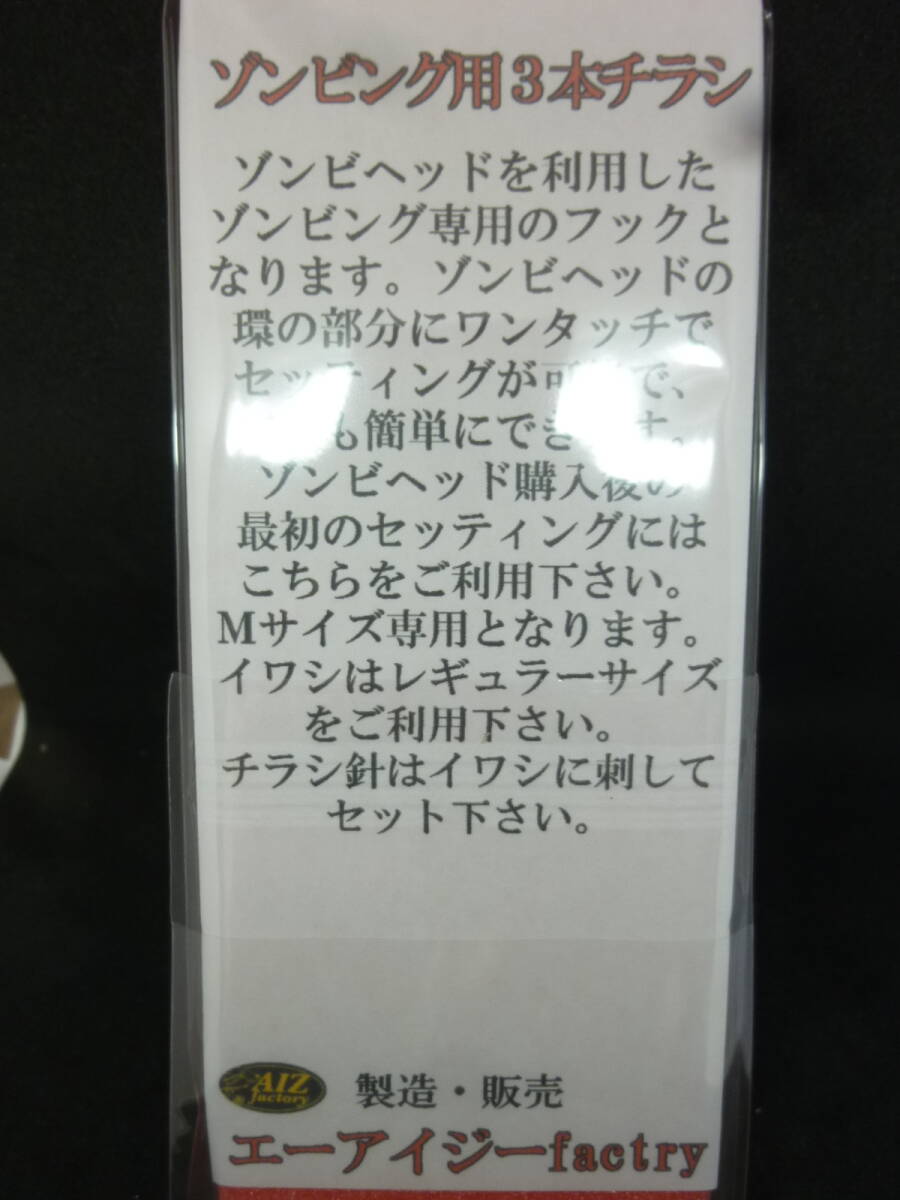 ゾンビング用３本チラシ
ゾンビヘッドを利用した
ゾンビング専用のフックと
なります。ゾンビヘッドの
環の部分にワンタッチで
セッティングが可 で、
も簡単にでき す。
ゾンビヘッド購入後の
最初のセッティングには
こちらをご利用下さい。
Mサイズ専用となります。
イワシはレギュラーサイズ
をご利用下さい。
チラシ針はイワシに刺して
セット下さい。
AIZ
factory
製造・販売
エーアイジーfactry